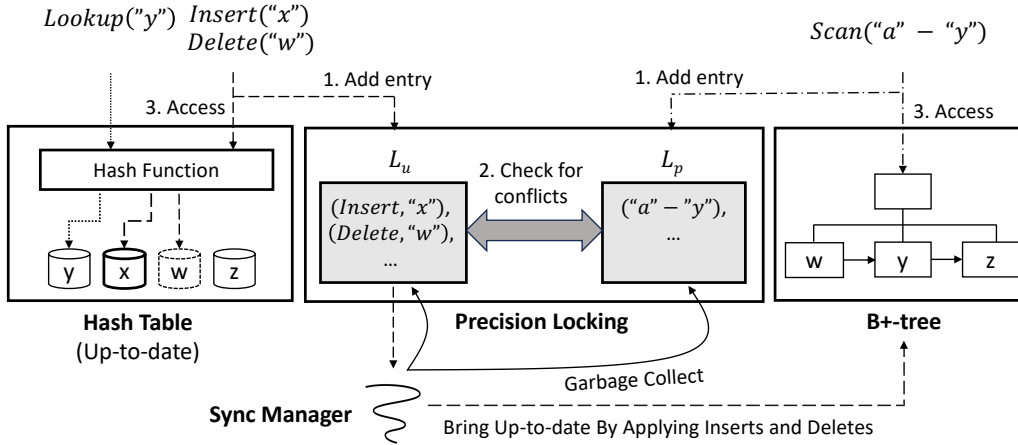 Lookup(”y”)
Insert(“x”)
Delete(“w”)
Scan(“a” − “y”)
1. Add entry
1. Add entry
3. Access
3. Access
Hash Function
y
x
w
z
L_u
(Insert, “x”),
(Delete, “w”),
...
2. Check for
conflicts
L_p
(“a” − ”y”),
...
w
y
z
Hash Table
(Up-to-date)
Precision Locking
B+-tree
Garbage Collect
Sync Manager
Bring Up-to-date By Applying Inserts and Deletes